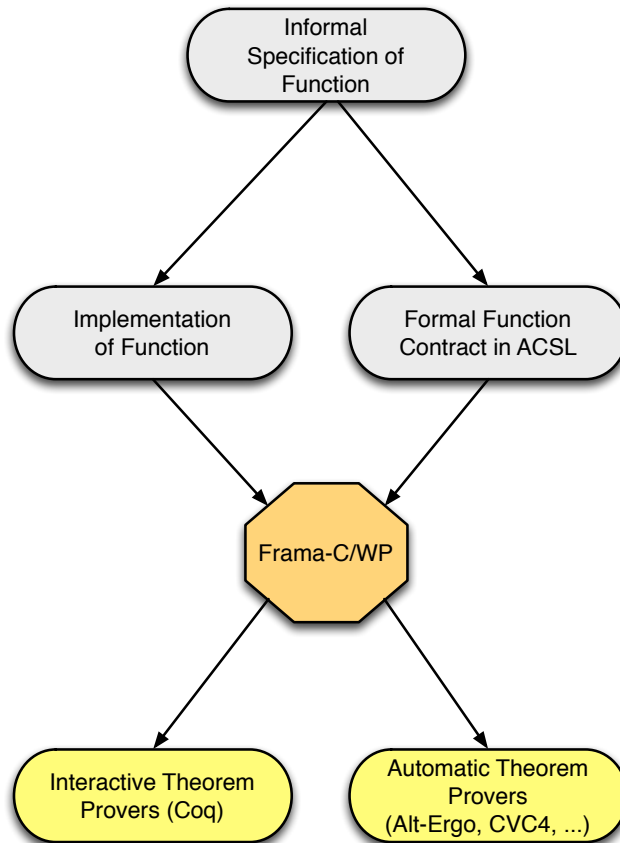 Informal
Specification of
Function
Implementation
of Function
Formal Function
Contract in ACSL
Frama-C/WP
Interactive Theorem
Provers (Coq)
Automatic Theorem
Provers
(Alt-Ergo, CVC4, ...)